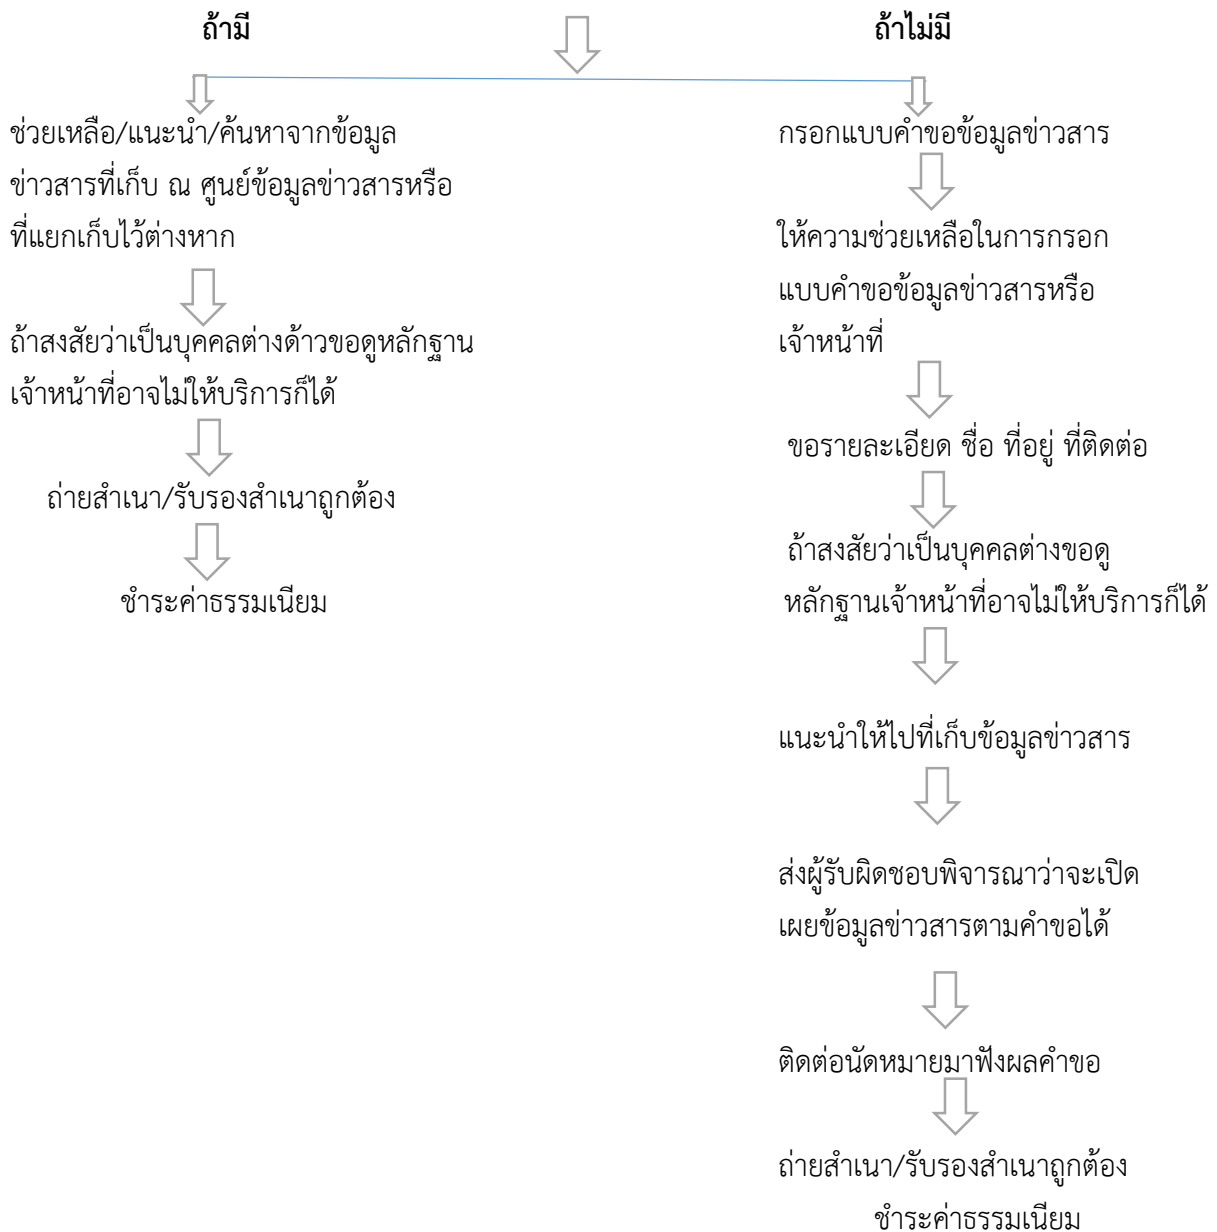 ถ้ามี
ถ้าไม่มี
ช่วยเหลือ/แนะนำ/ค้นหาจากข้อมูล
ข่าวสารที่เก็บ ณ ศูนย์ข้อมูลข่าวสารหรือ
ที่แยกเก็บไว้ต่างหาก
ถ้าสงสัยว่าเป็นบุคคลต่างด้าวขอดูหลักฐาน
เจ้าหน้าที่อาจไม่ให้บริการก็ได้
ถ่ายสำเนา/รับรองสำเนาถูกต้อง
ชำระค่าธรรมเนียม
กรอกแบบคำขอข้อมูลข่าวสาร
ให้ความช่วยเหลือในการกรอก
แบบคำขอข้อมูลข่าวสารหรือ
เจ้าหน้าที่
ขอรายละเอียด ชื่อ ที่อยู่ ที่ติดต่อ
ถ้าสงสัยว่าเป็นบุคคลต่างขอดู
หลักฐานเจ้าหน้าที่อาจไม่ให้บริการก็ได้
แนะนำให้ไปที่เก็บข้อมูลข่าวสาร
ส่งผู้รับผิดชอบพิจารณาว่าจะเปิด
เผยข้อมูลข่าวสารตามคำขอได้
ติดต่อนัดหมายมาฟังผลคำขอ
ถ่ายสำเนา/รับรองสำเนาถูกต้อง
ชำระค่าธรรมเนียม